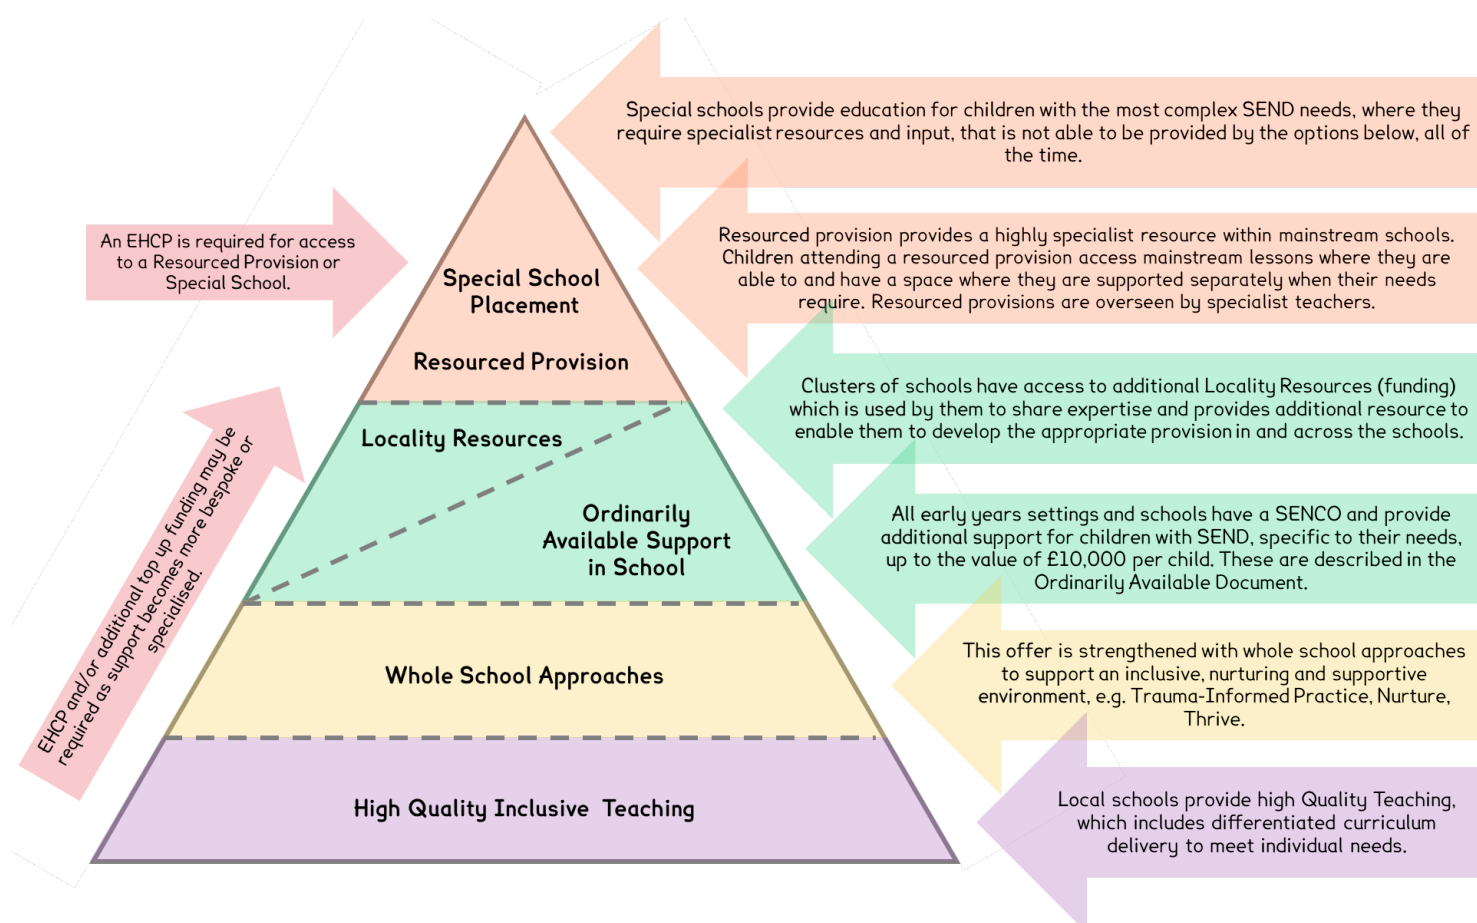 Special schools provide education for children with the most complex SEND needs, where they
require specialist resources and input, that is not able to be provided by the options below, all of
the time.
An EHCP is required for access
to a Resourced Provision or
Special School.
Resourced provision provides a highly specialist resource within mainstream schools.
Children attending a resourced provision access mainstream lessons where they are
able to and have a space where they are supported separately when their needs
require. Resourced provisions are overseen by specialist teachers.
Special School
Placement
Resourced Provision
Clusters of schools have access to additional Locality Resources (funding)
which is used by them to share expertise and provides additional resource to
enable them to develop the appropriate provision in and across the schools.
Locality Resources
Ordinarily
Available Support
in School
All early years settings and schools have a SENCO and provide
additional support for children with SEND, specific to their needs,
up to the value of £10,000 per child. These are described in the
Ordinarily Available Document.
EHCP and/or additional top up funding may be
required as support becomes more bespoke or
specialised.
Whole School Approaches
This offer is strengthened with whole school approaches
to support an inclusive, nurturing and supportive
environment, e.g. Trauma-Informed Practice, Nurture,
Thrive.
High Quality Inclusive Teaching
Local schools provide high Quality Teaching,
which includes differentiated curriculum
delivery to meet individual needs.